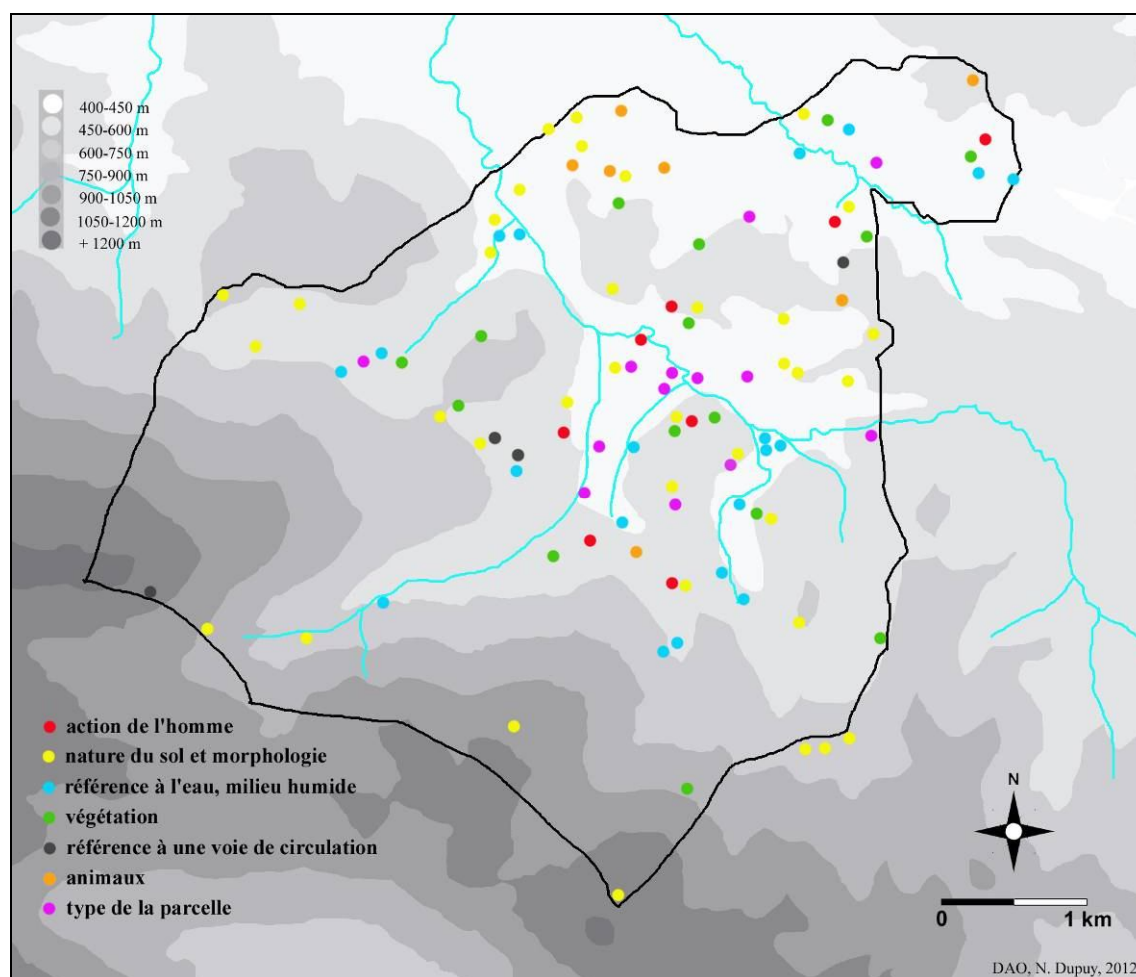 400-450 m
450-600 m
600-750 m
750-900 m
900-1050 m
1050-1200 m
+ 1200 m
action de l'homme
nature du sol et morphologie
référence à l'eau, milieu humide
végétation
référence à une voie de circulation
animaux
type de la parcelle
N
0 1 km
DAO, N. Dupuy, 2012